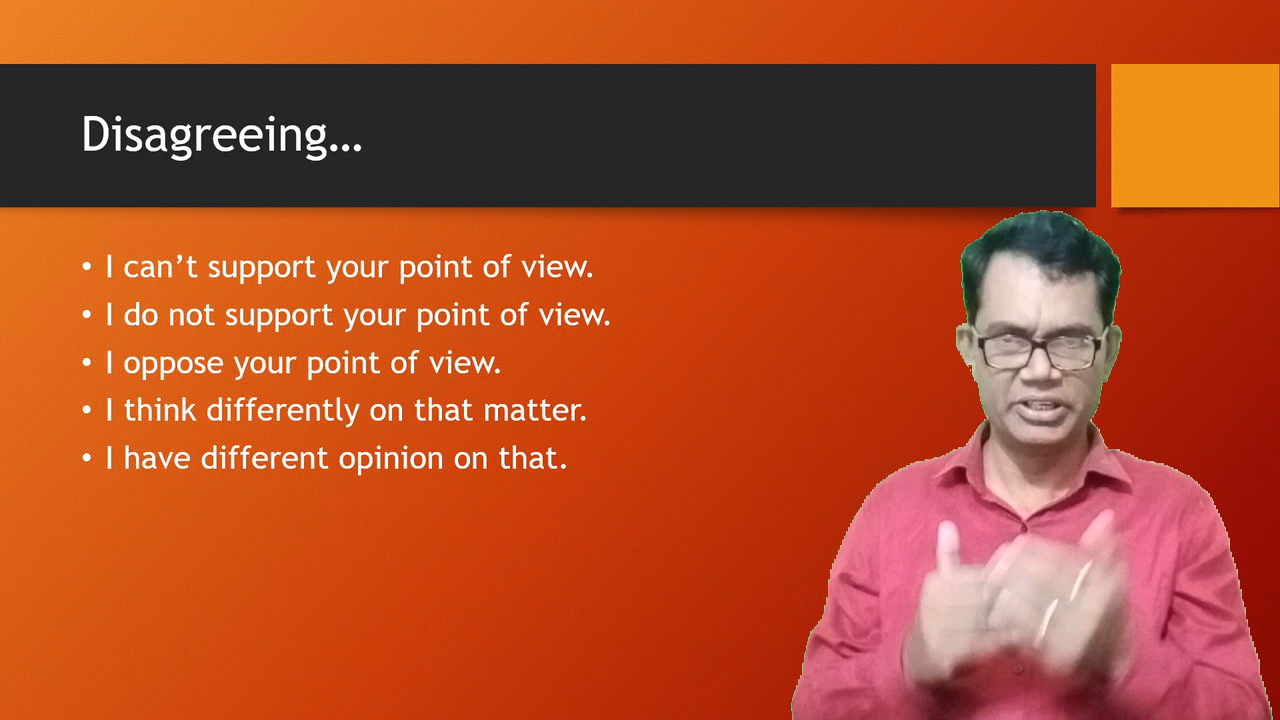 Disagreeing…
• I can’t support your point of view.
• I do not support your point of view.
• I oppose your point of view.
• I think differently on that matter.
• I have different opinion on that.